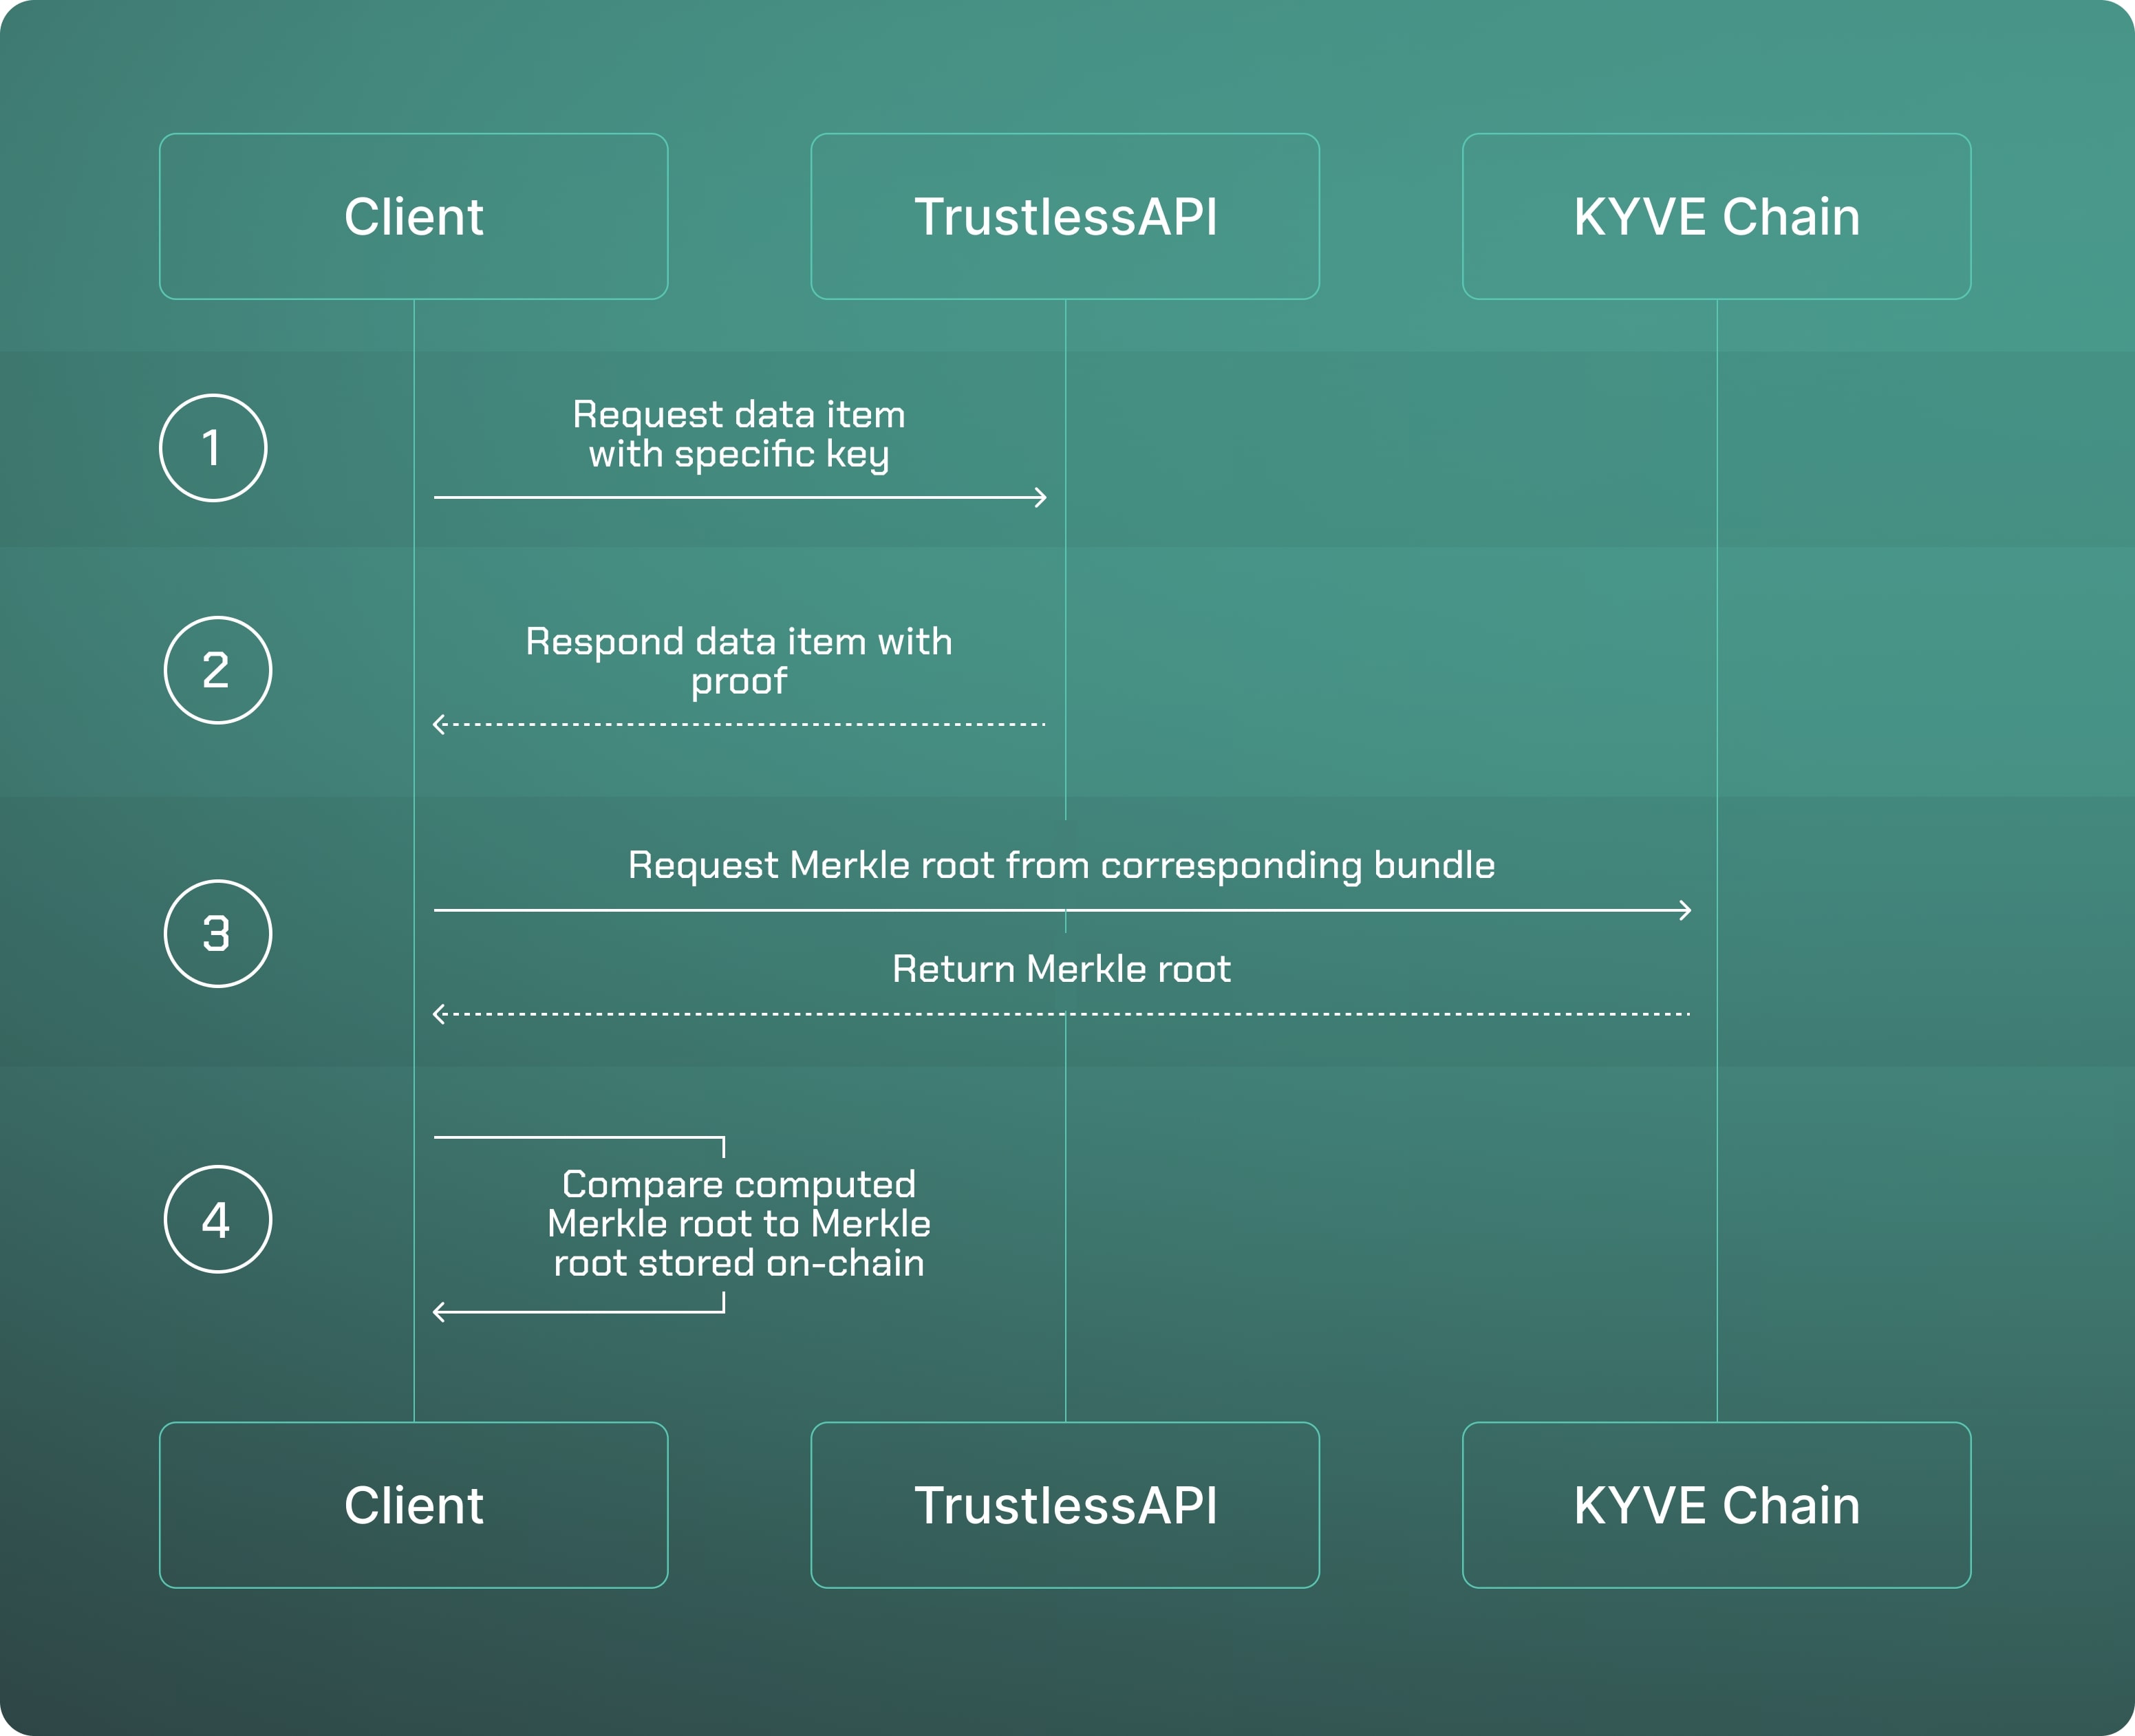 Client
TrustlessAPI
KYVE Chain
1
Request data item
with specific key
2
Respond data item with
proof
3
Request Merkle root from corresponding bundle
Return Merkle root
4
Compare computed
Merkle root to Merkle
root stored on-chain
Client
TrustlessAPI
KYVE Chain